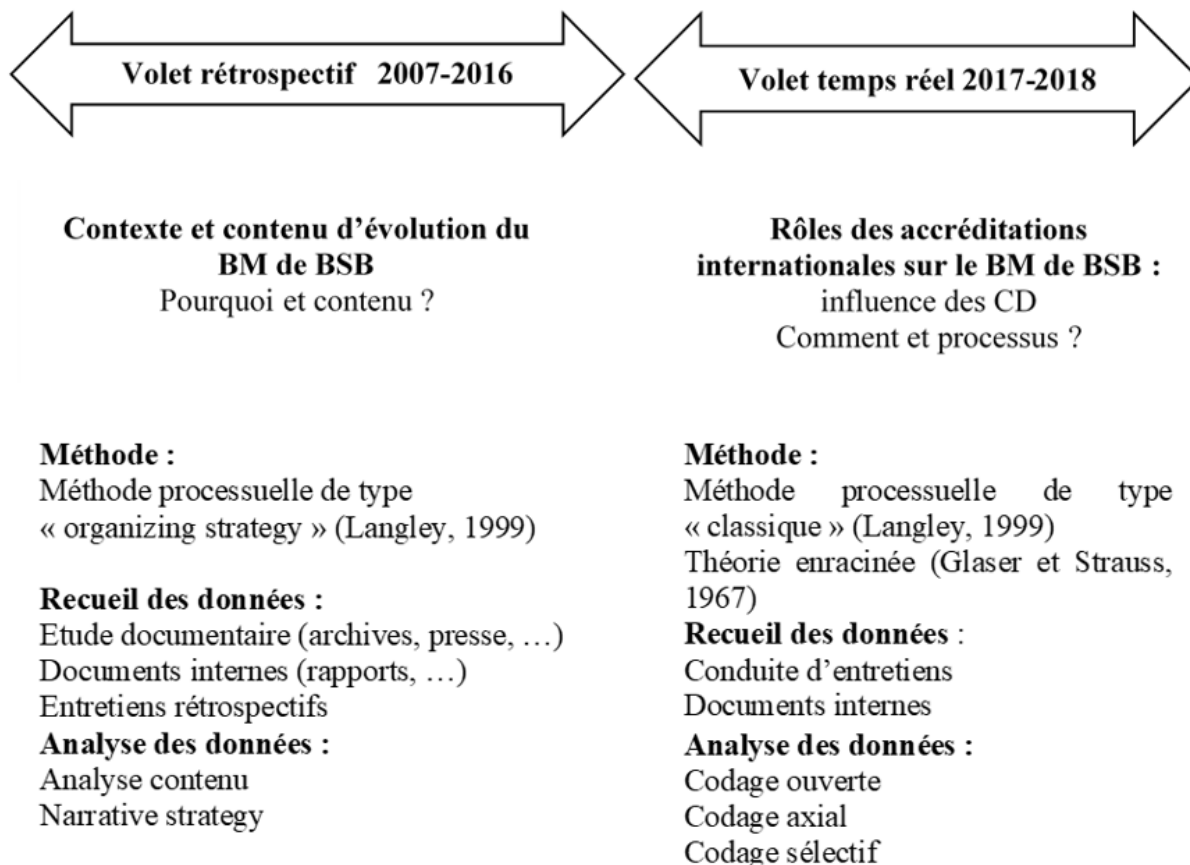 Volet rétrospectif 2007-2016
Volet temps réel 2017-2018
Contexte et contenu d’évolution du
BM de BSB
Pourquoi et contenu ?
Rôles des accréditations
internationales sur le BM de BSB :
influence des CD
Comment et processus ?
Méthode :
Méthode processuelle de type
« organizing strategy » (Langley, 1999)
Recueil des données :
Etude documentaire (archives, presse, …)
Documents internes (rapports, …)
Entretiens rétrospectifs
Analyse des données :
Analyse contenu
Narrative strategy
Méthode :
Méthode processuelle de type
« classique » (Langley, 1999)
Théorie enracinée (Glaser et Strauss,
1967)
Recueil des données :
Conduite d’entretiens
Documents internes
Analyse des données :
Codage ouverte
Codage axial
Codage sélectif